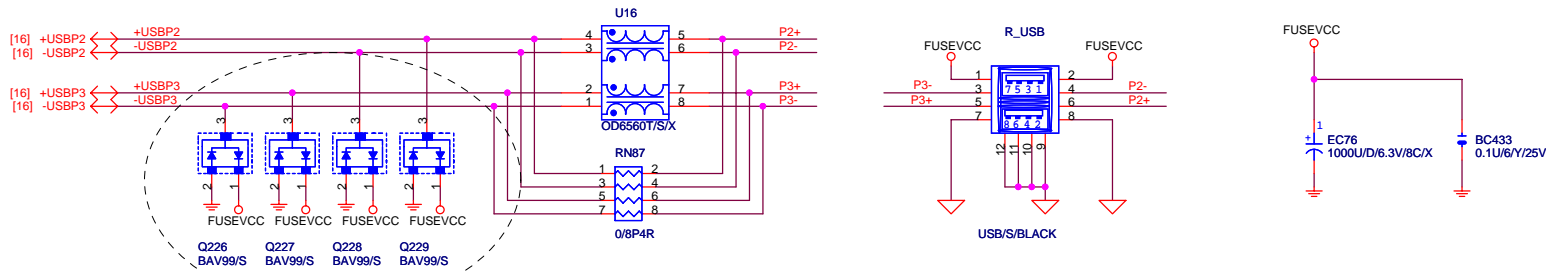 U16
R_USB
FUSEVCC
[16] +USBP2 +USBP2 4 5 P2+
[16] -USBP2 -USBP2 3 6 P2-
FUSEVCC FUSEVCC
[16] +USBP3 +USBP3 2 7 P3+
[16] -USBP3 -USBP3 1 8 P3-
OD6560T/S/X
1 2
P3- 3 4 P2-
P3+ 5 6 P2+
7 8
7 5 3 1
8 6 4 2
12 11 10 9
USB/S/BLACK
+ 1
EC76
1000U/D/6.3V/8C/X
BC433
0.1U/6/Y/25V
3 3 3 3
2 1 2 1 2 1 2 1
FUSEVCC FUSEVCC FUSEVCC FUSEVCC
Q226 Q227 Q228 Q229
BAV99/S BAV99/S BAV99/S BAV99/S
RN87
1 2
3 4
5 6
7 8
0/8P4R